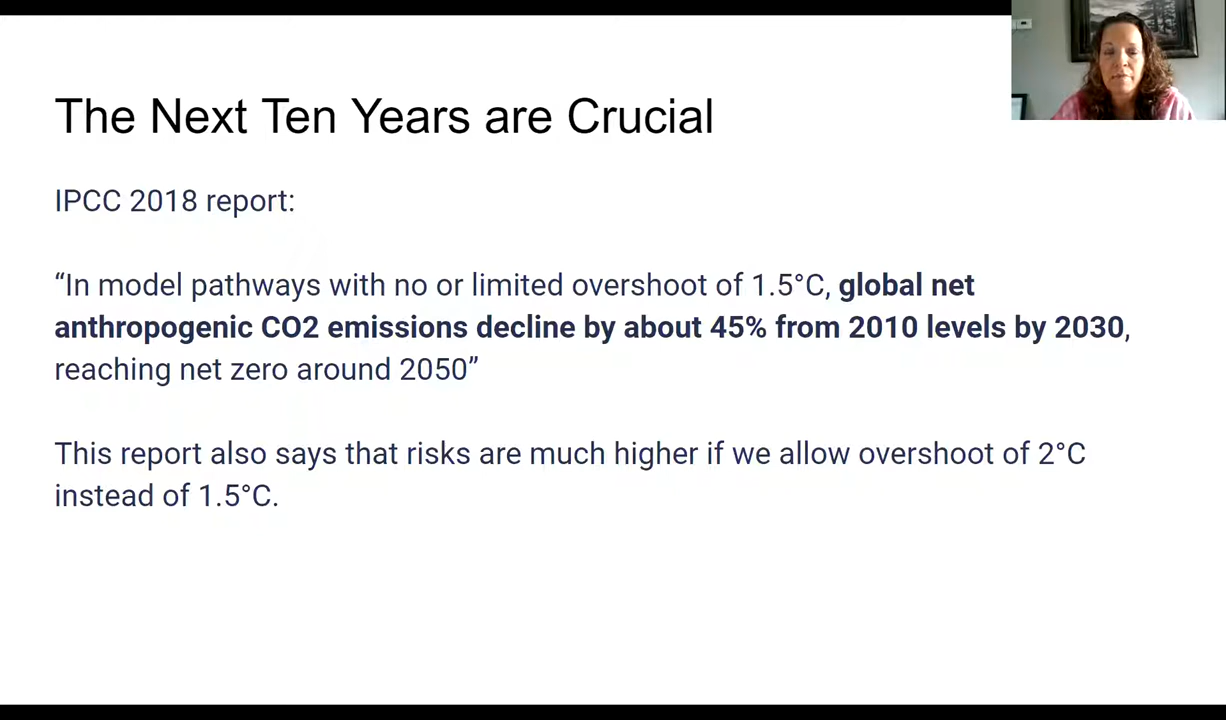 The Next Ten Years are Crucial
IPCC 2018 report:
“In model pathways with no or limited overshoot of 1.5°C, global net
anthropogenic CO2 emissions decline by about 45% from 2010 levels by 2030,
reaching net zero around 2050”
This report also says that risks are much higher if we allow overshoot of 2°C
instead of 1.5°C.